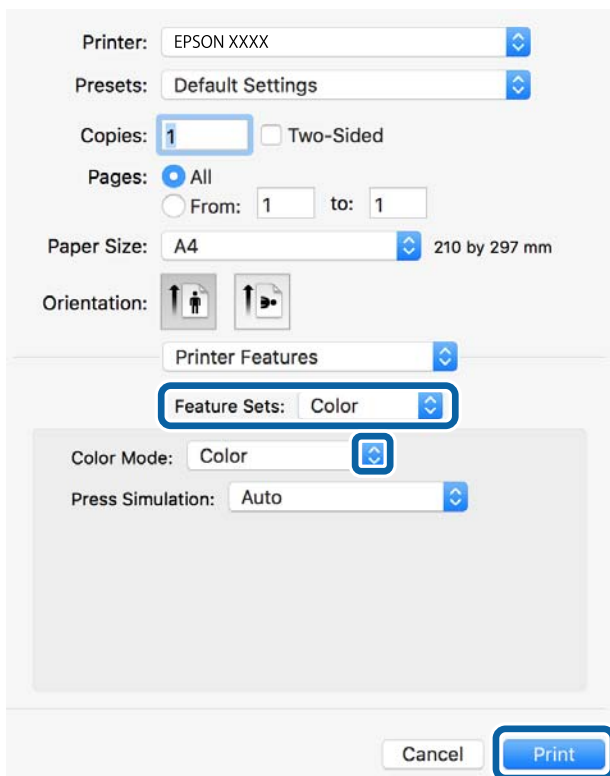 Printer: EPSON XXXX
Presets: Default Settings
Copies: 1 Two-Sided
Pages: All
From: 1 to: 1
Paper Size: A4 210 by 297 mm
Orientation:
Printer Features
Feature Sets: Color
Color Mode: Color
Press Simulation: Auto
Cancel Print